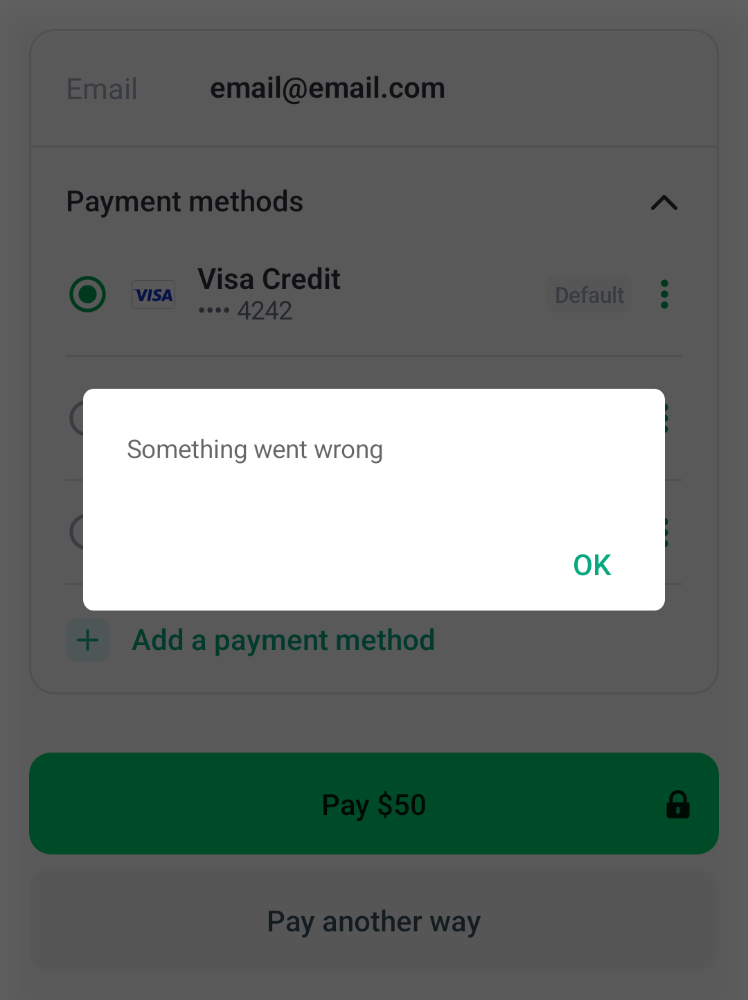 Email email@email.com
Payment methods
VISA Visa Credit Default
•••• 4242
Something went wrong
OK
+ Add a payment method
Pay $50
Pay another way